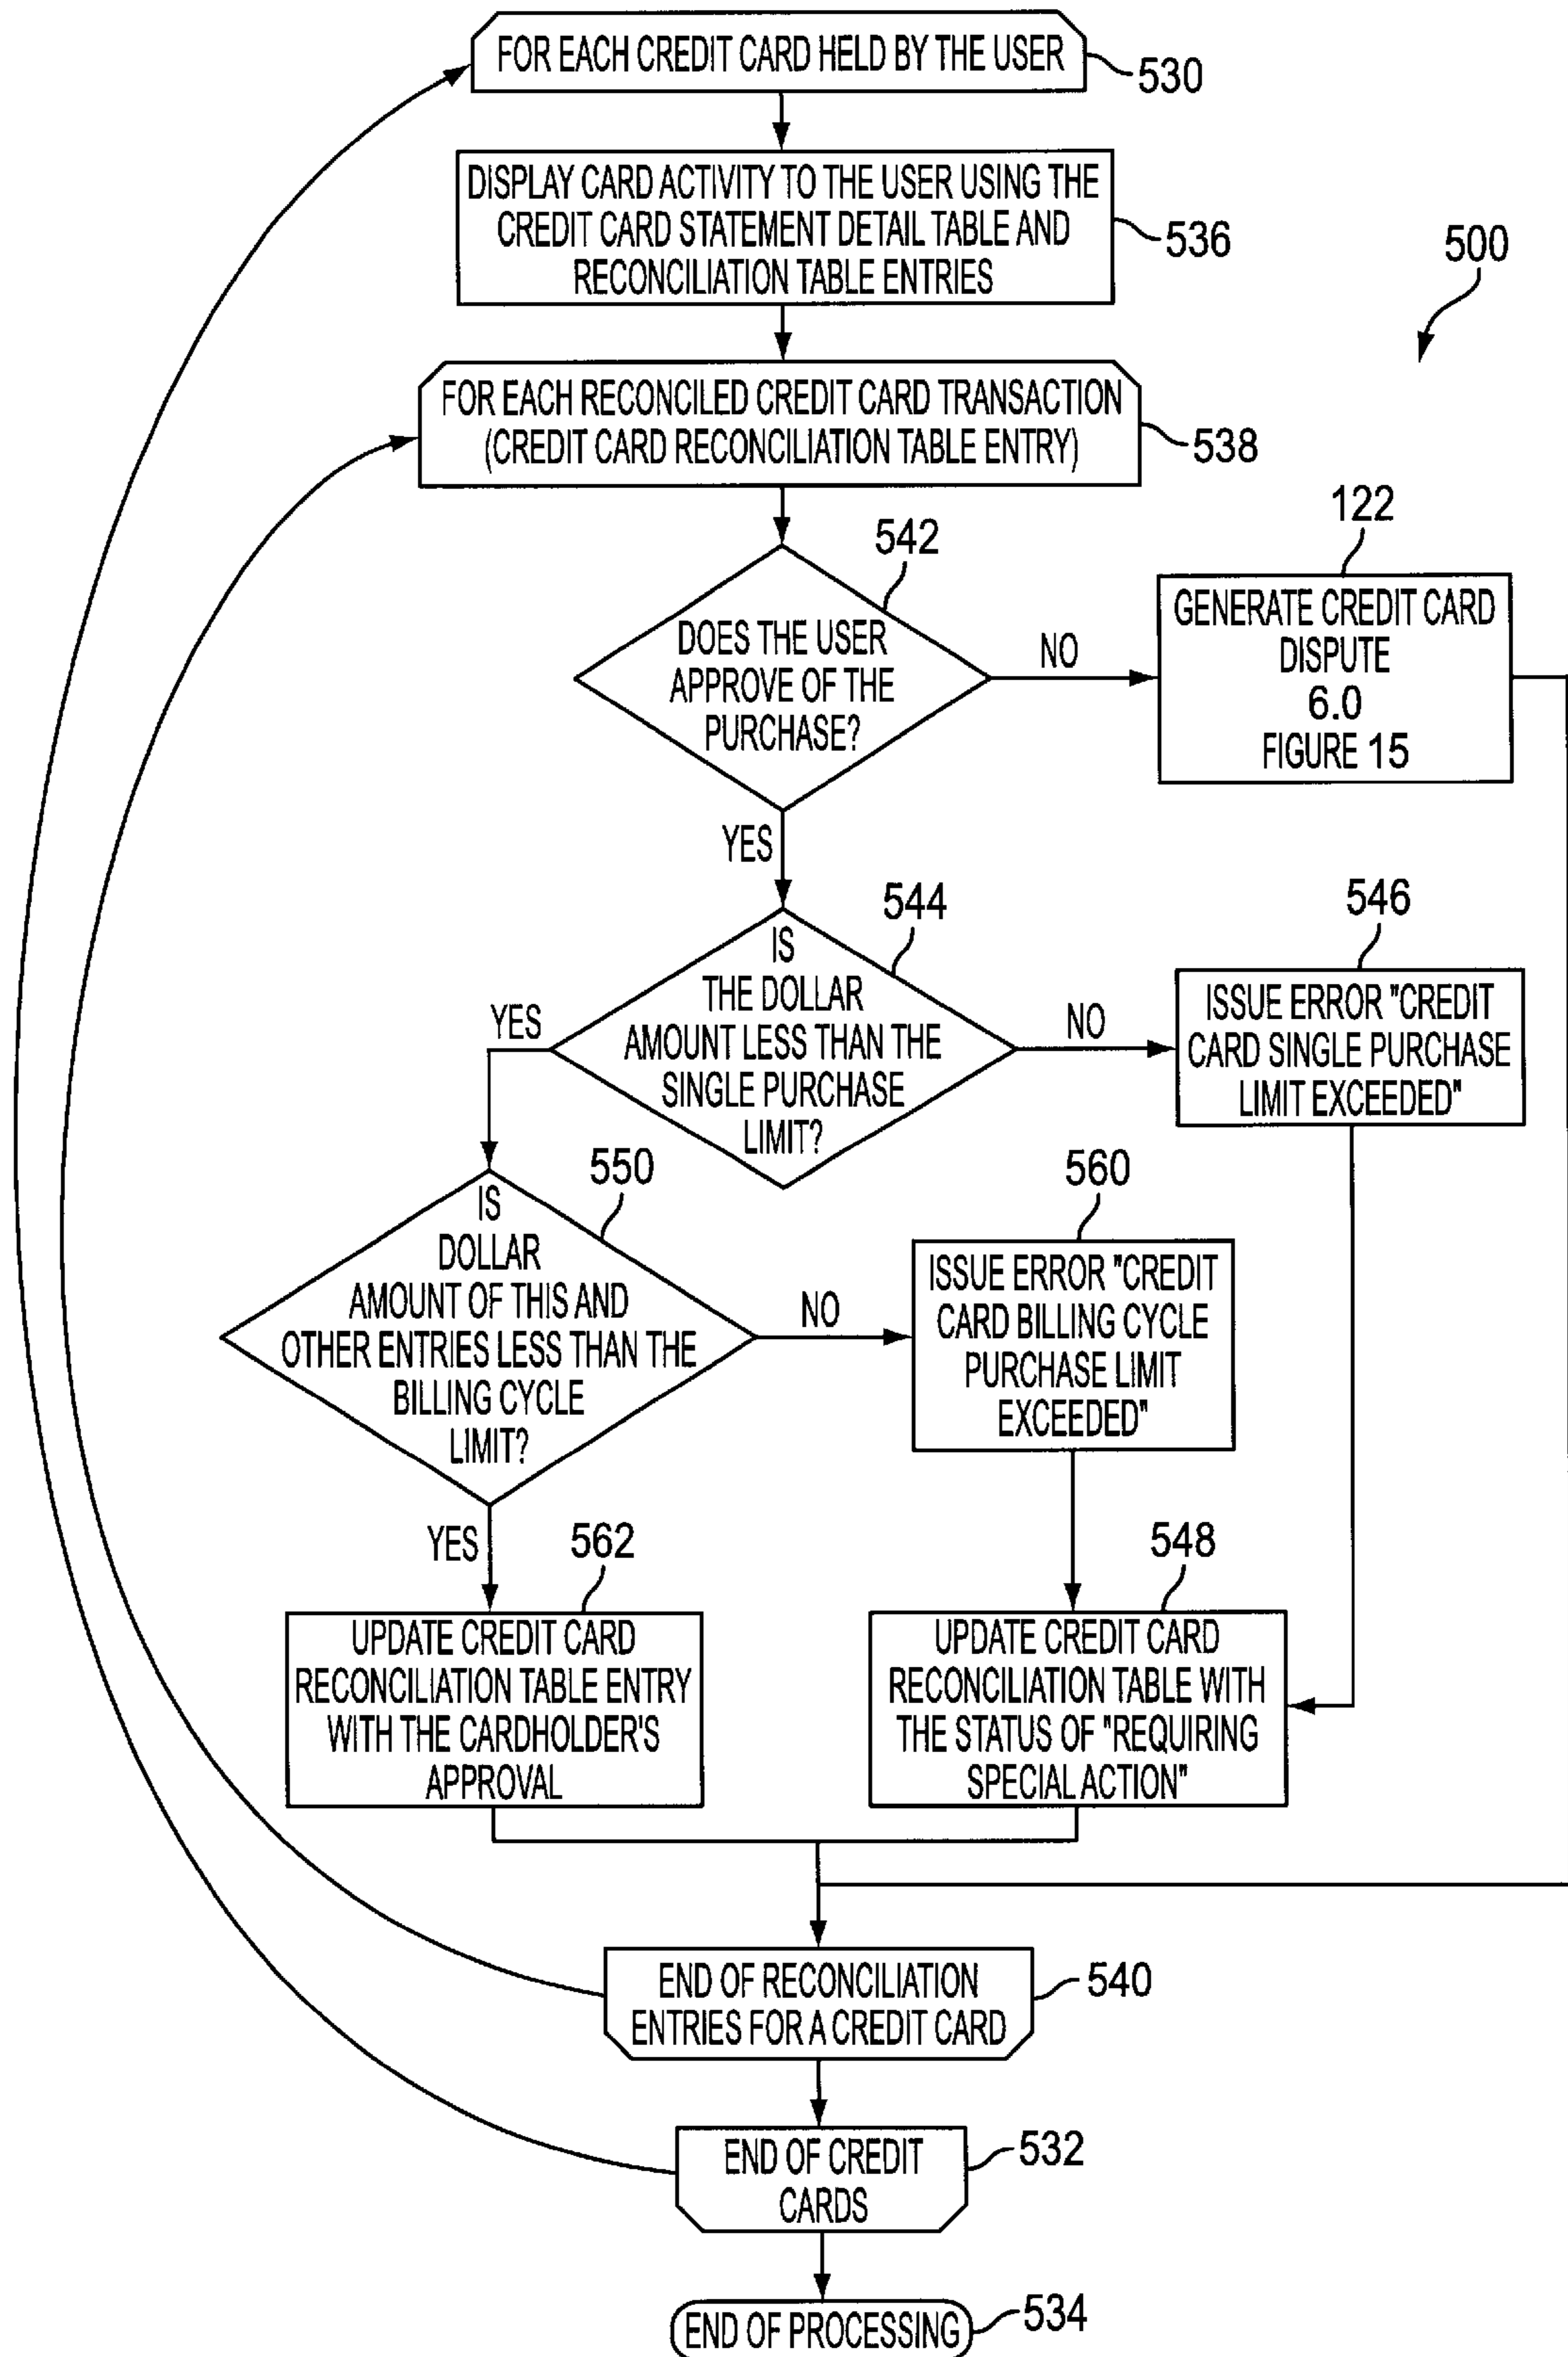 FOR EACH CREDIT CARD HELD BY THE USER
530
DISPLAY CARD ACTIVITY TO THE USER USING THE
CREDIT CARD STATEMENT DETAIL TABLE AND
RECONCILIATION TABLE ENTRIES
536
500
FOR EACH RECONCILED CREDIT CARD TRANSACTION
(CREDIT CARD RECONCILIATION TABLE ENTRY)
538
542
DOES THE USER
APPROVE OF THE
PURCHASE?
NO
122
GENERATE CREDIT CARD
DISPUTE
6.0
FIGURE 15
YES
544
IS
THE DOLLAR
AMOUNT LESS THAN THE
SINGLE PURCHASE
LIMIT?
YES
NO
546
ISSUE ERROR "CREDIT
CARD SINGLE PURCHASE
LIMIT EXCEEDED"
550
IS
DOLLAR
AMOUNT OF THIS AND
OTHER ENTRIES LESS THAN THE
BILLING CYCLE
LIMIT?
NO
560
ISSUE ERROR "CREDIT
CARD BILLING CYCLE
PURCHASE LIMIT
EXCEEDED"
YES
562
UPDATE CREDIT CARD
RECONCILIATION TABLE ENTRY
WITH THE CARDHOLDER'S
APPROVAL
548
UPDATE CREDIT CARD
RECONCILIATION TABLE WITH
THE STATUS OF "REQUIRING
SPECIAL ACTION"
END OF RECONCILIATION
ENTRIES FOR A CREDIT CARD
540
END OF CREDIT
CARDS
532
END OF PROCESSING
534